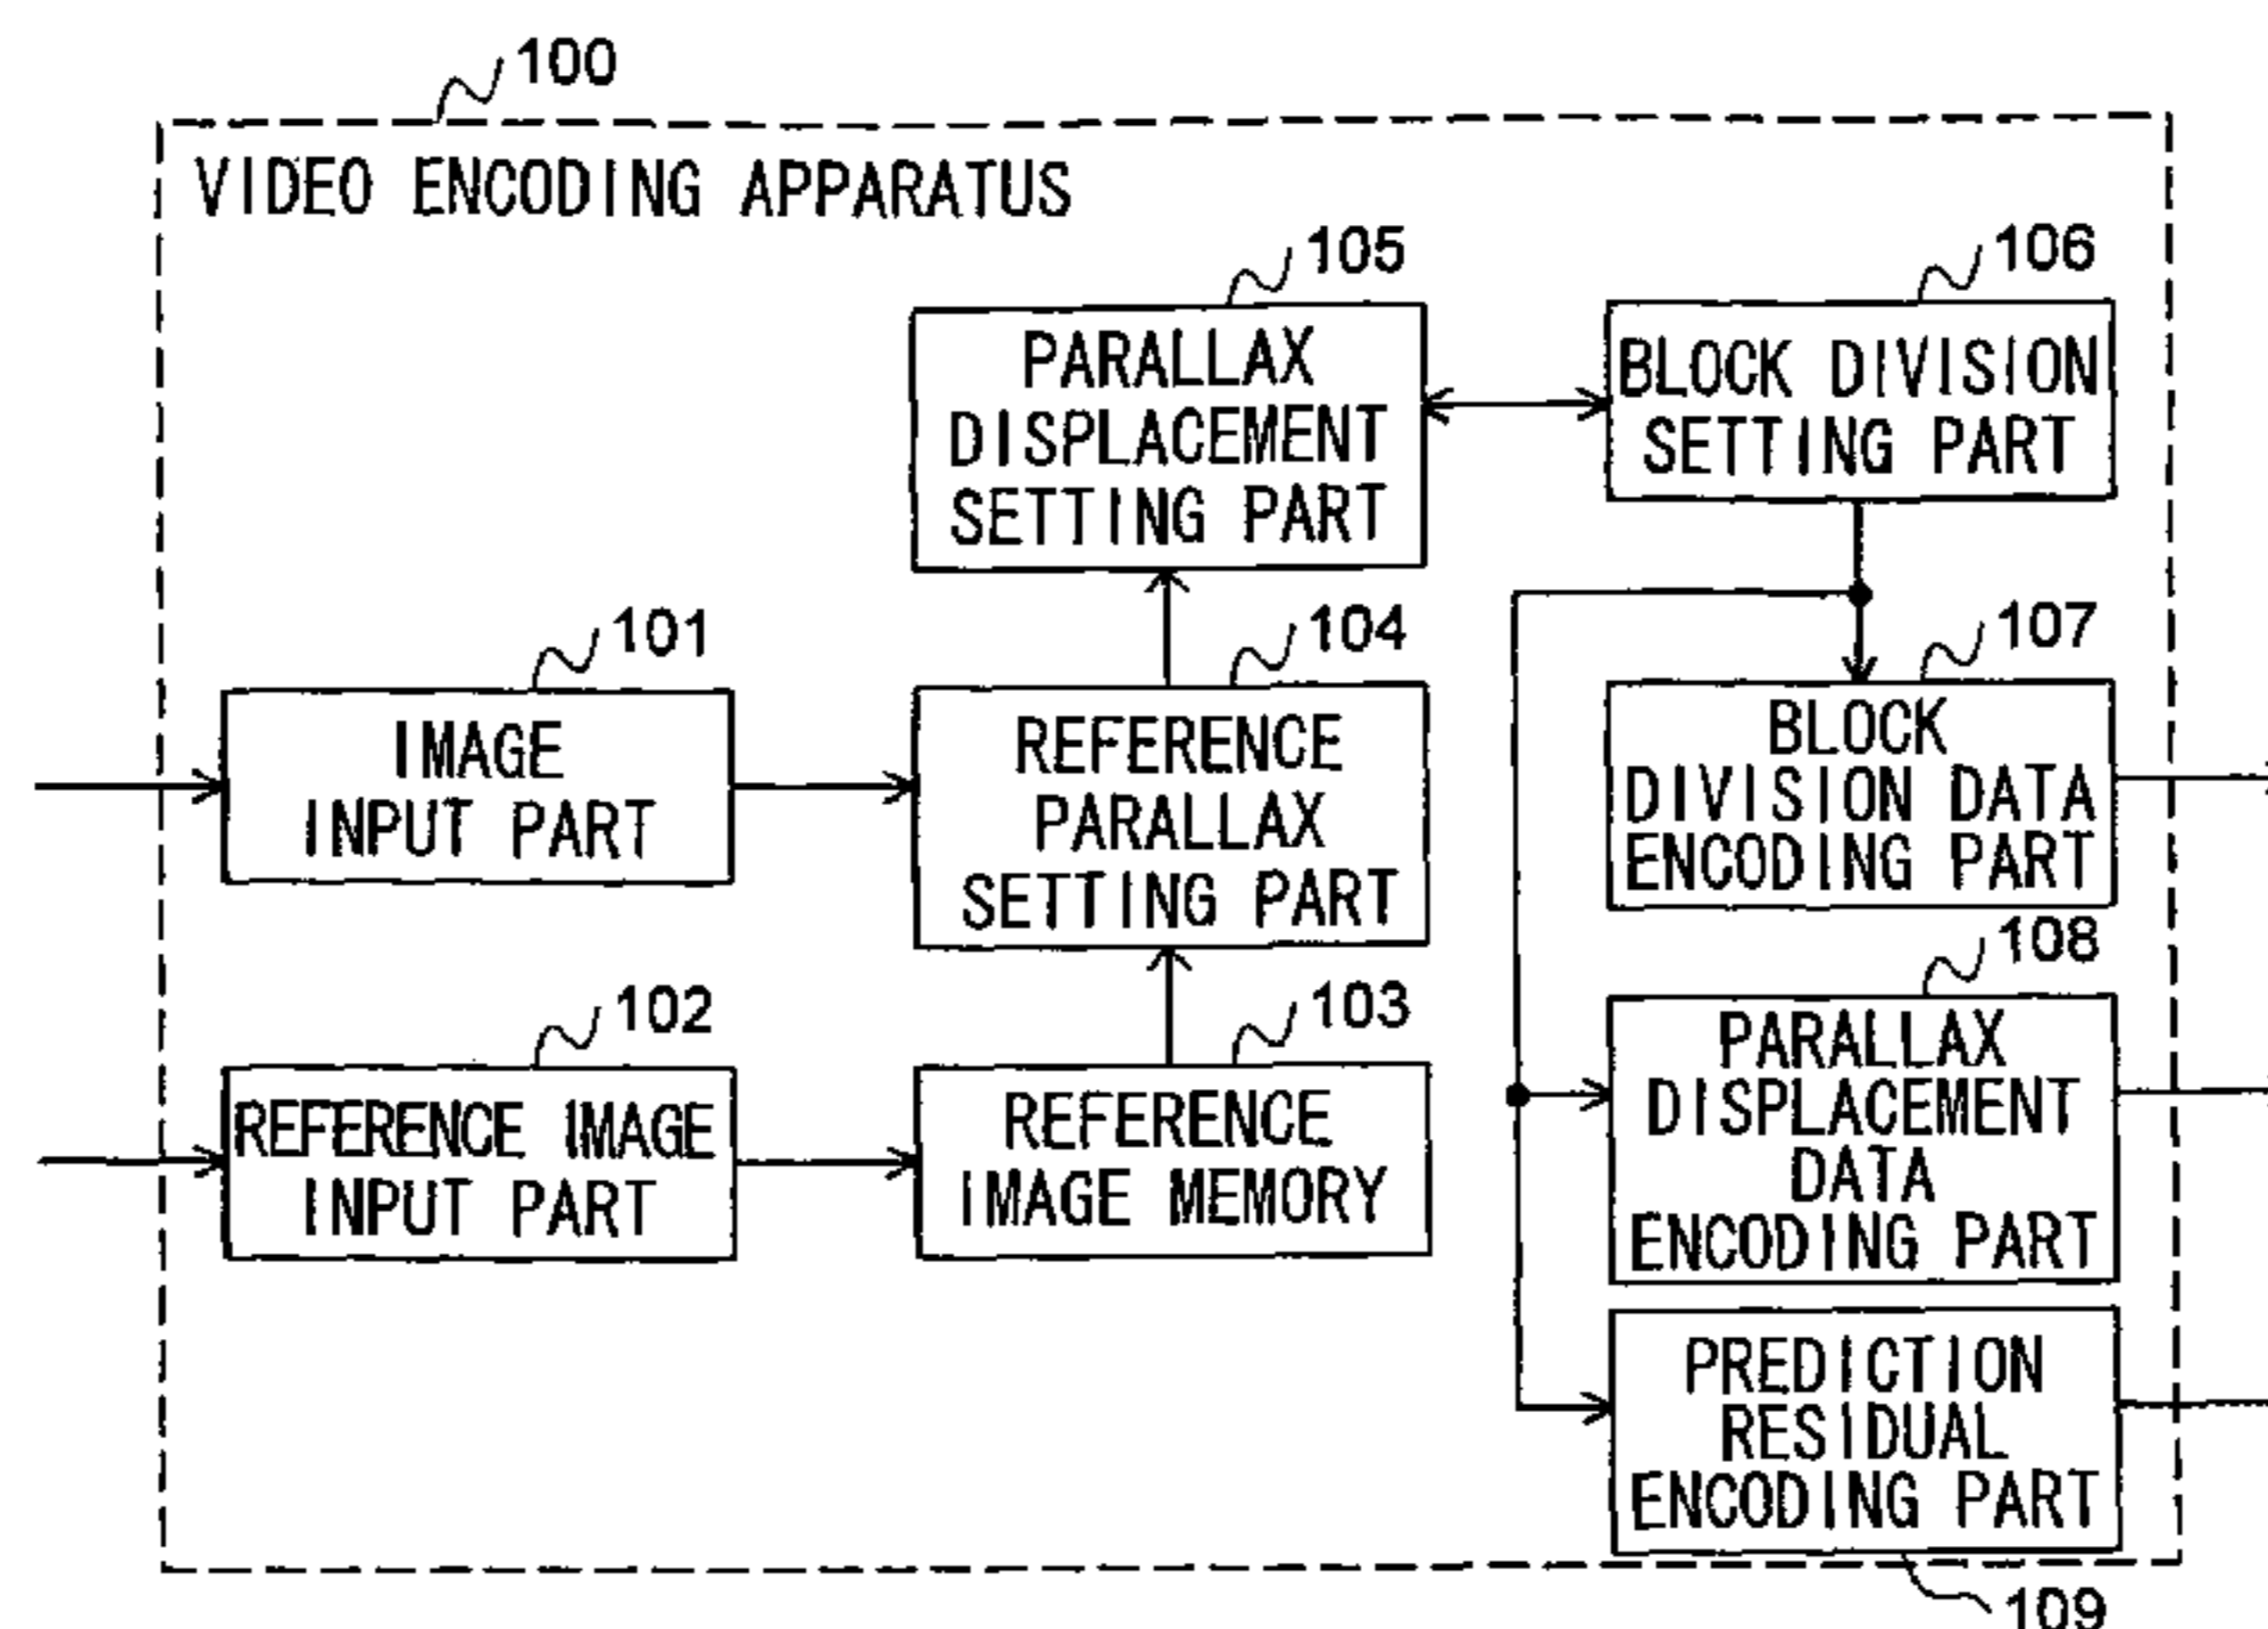 100
VIDEO ENCODING APPARATUS
105
PARALLAX
DISPLACEMENT
SETTING PART
106
BLOCK DIVISION
SETTING PART
101
IMAGE
INPUT PART
104
REFERENCE
PARALLAX
SETTING PART
107
BLOCK
DIVISION DATA
ENCODING PART
102
REFERENCE IMAGE
INPUT PART
103
REFERENCE
IMAGE MEMORY
108
PARALLAX
DISPLACEMENT
DATA
ENCODING PART
PREDICTION
RESIDUAL
ENCODING PART
109